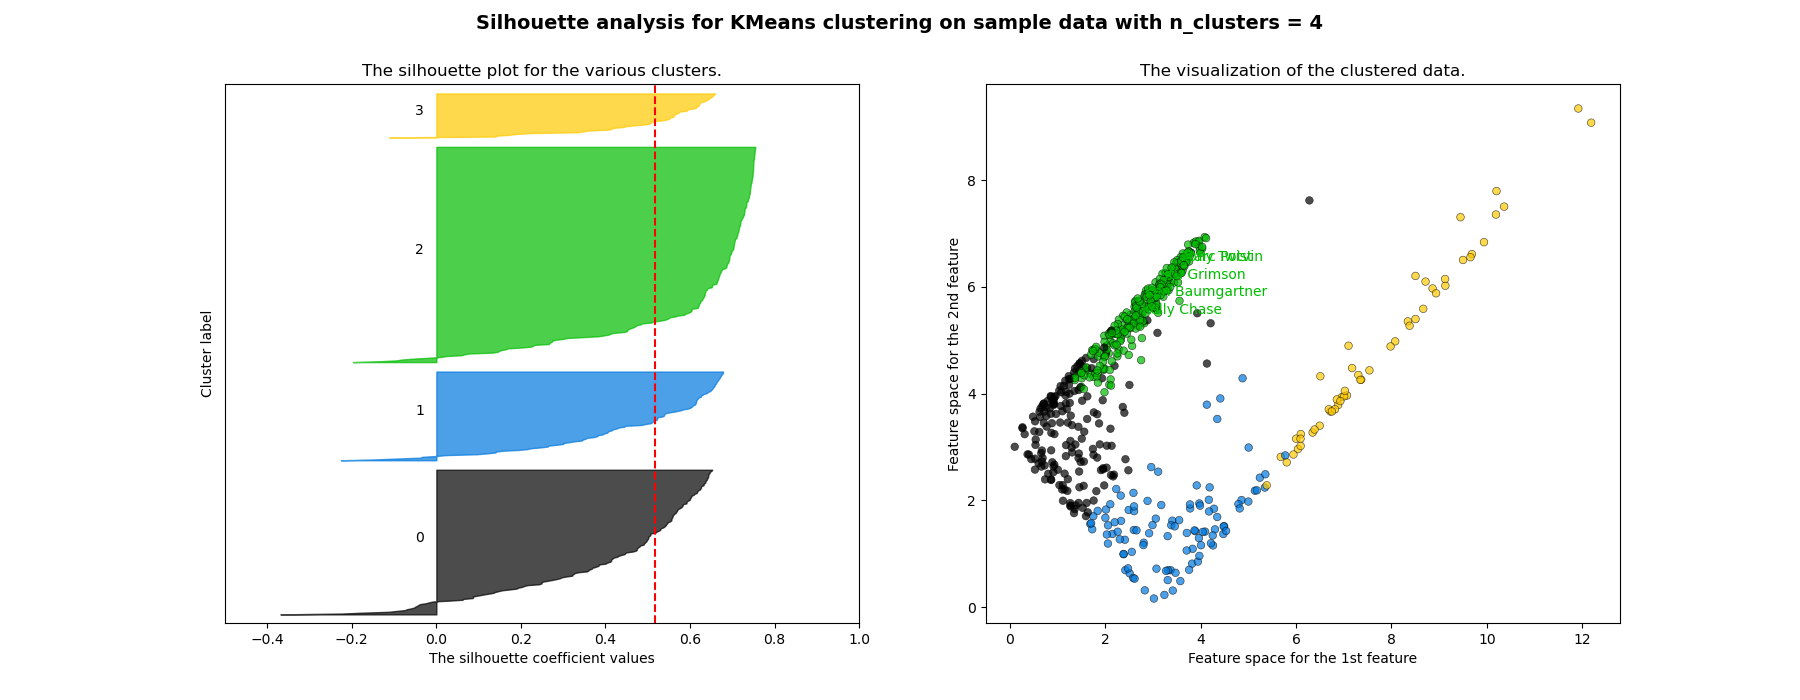 Silhouette analysis for KMeans clustering on sample data with n_clusters = 4
The silhouette plot for the various clusters.
3
2
1
0
Cluster label
−0.4 −0.2 0.0 0.2 0.4 0.6 0.8 1.0
The silhouette coefficient values
The visualization of the clustered data.
8
6
4
2
0
Feature space for the 2nd feature
Grimson
Baumgartner
Chase
0 2 4 6 8 10 12
Feature space for the 1st feature